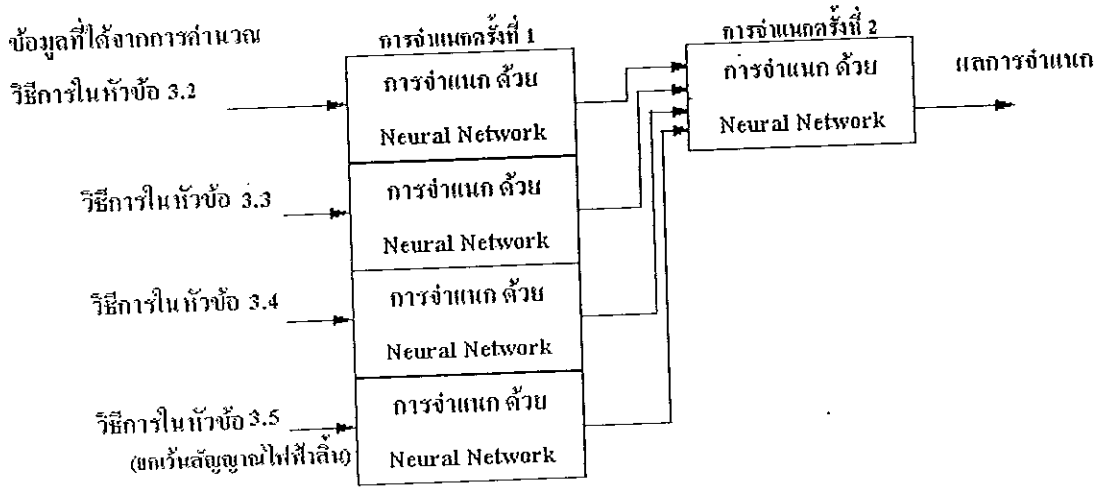 ข้อมูลที่ได้จากการคำนวณ
วิธีการในหัวข้อ 3.2
วิธีการในหัวข้อ 3.3
วิธีการในหัวข้อ 3.4
วิธีการในหัวข้อ 3.5
(ยกเว้นสัญญาณไฟฟ้าลิ้น)
การจำแนกครั้งที่ 1
การจำแนก ด้วย
Neural Network
การจำแนก ด้วย
Neural Network
การจำแนก ด้วย
Neural Network
การจำแนก ด้วย
Neural Network
การจำแนกครั้งที่ 2
การจำแนก ด้วย
Neural Network
ผลการจำแนก